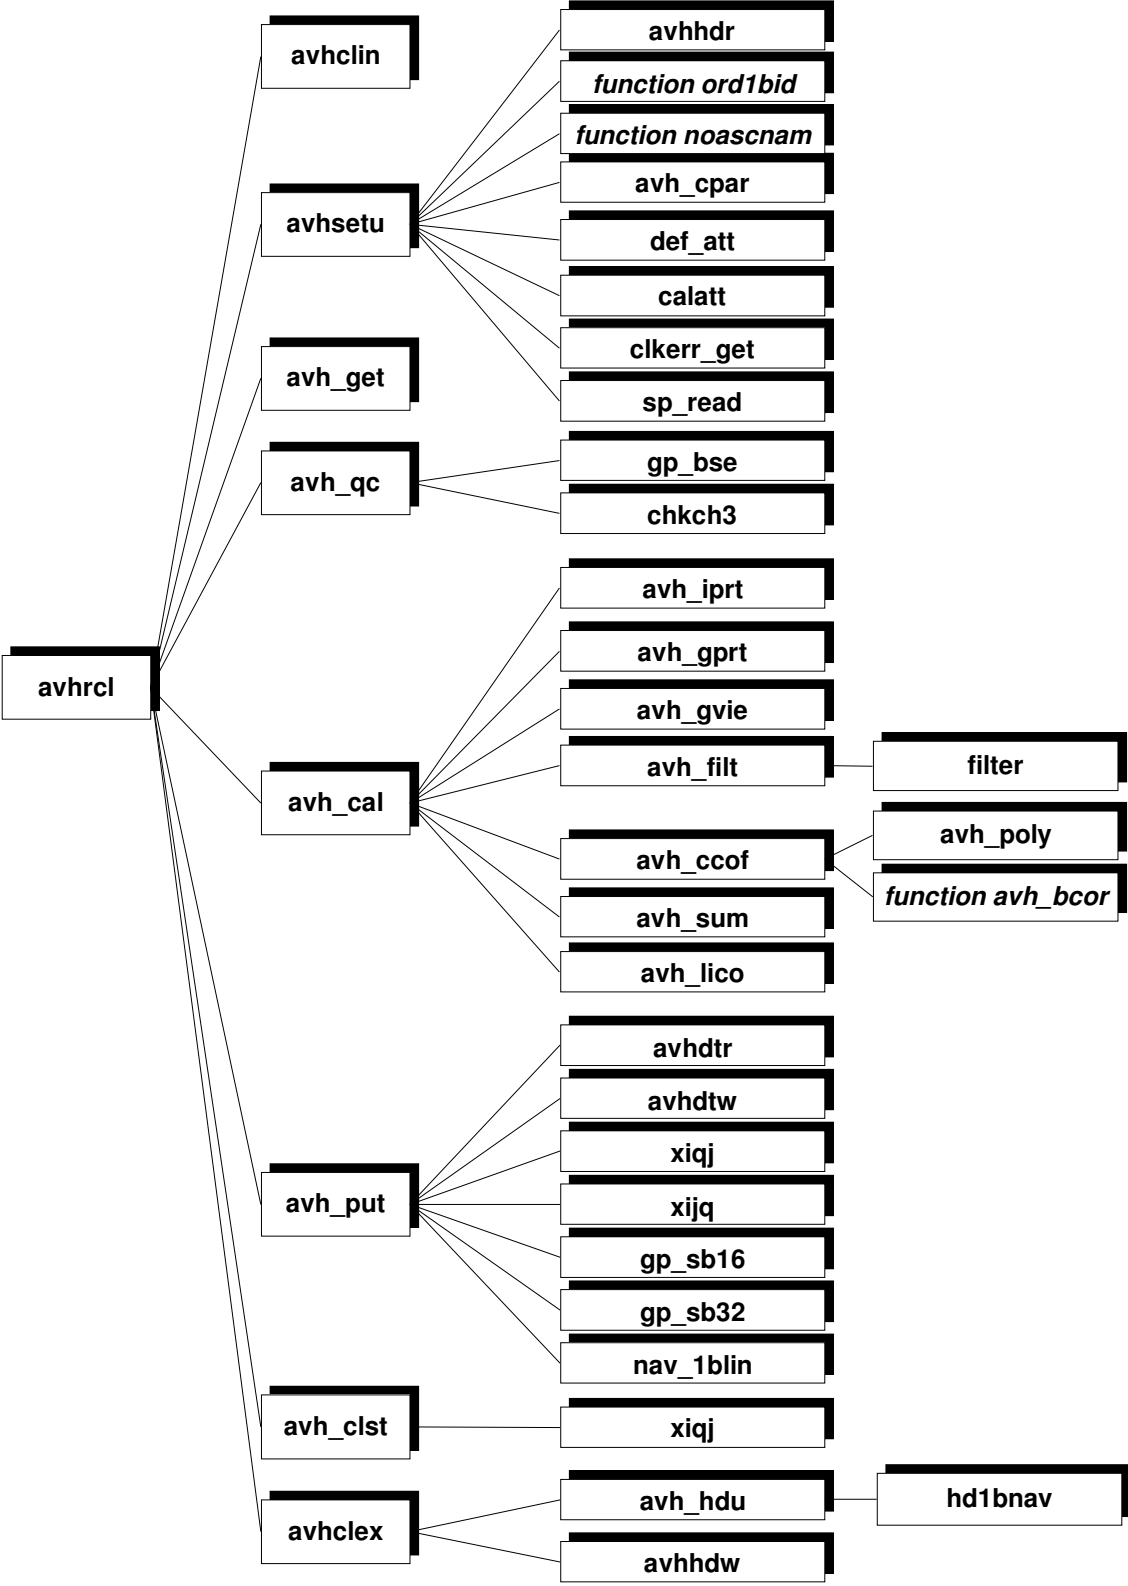 avhrcl
avhclin
avhsetu
avhhdr
function ord1bid
function noascnam
avh_cpar
def_att
calatt
clkerr_get
sp_read
avh_get
avh_qc
gp_bse
chkch3
avh_cal
avh_iprt
avh_gprt
avh_gvie
avh_filt
filter
avh_ccof
avh_poly
function avh_bcor
avh_sum
avh_lico
avh_put
avhdtr
avhdtw
xiqj
xijq
gp_sb16
gp_sb32
nav_1blin
avh_clst
xiqj
avhclex
avh_hdu
hd1bnav
avhhdw